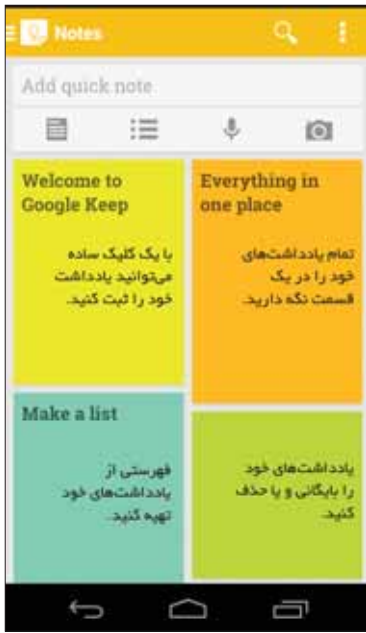 Notes
Add quick note
Welcome to
Google Keep
با یک کلیک ساده
می‌توانید یادداشت
خود را ثبت کنید.
Everything in
one place
تمام یادداشت‌های
خود را در یک
قسمت نگه دارید.
Make a list
فهرستی از
یادداشت‌های خود
تهیه کنید.
یادداشت‌های خود
را بایگانی و یا حذف
کنید.